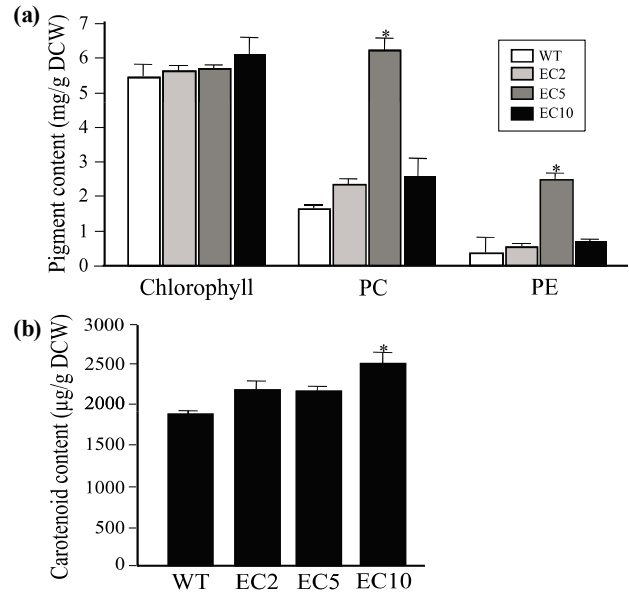 (a)
Pigment content (mg/g DCW)
7
6
5
4
3
2
1
0
*
*
WT
EC2
EC5
EC10
Chlorophyll PC PE
(b)
Carotenoid content (µg/g DCW)
3000
2500
2000
1500
1000
500
0
*
WT EC2 EC5 EC10